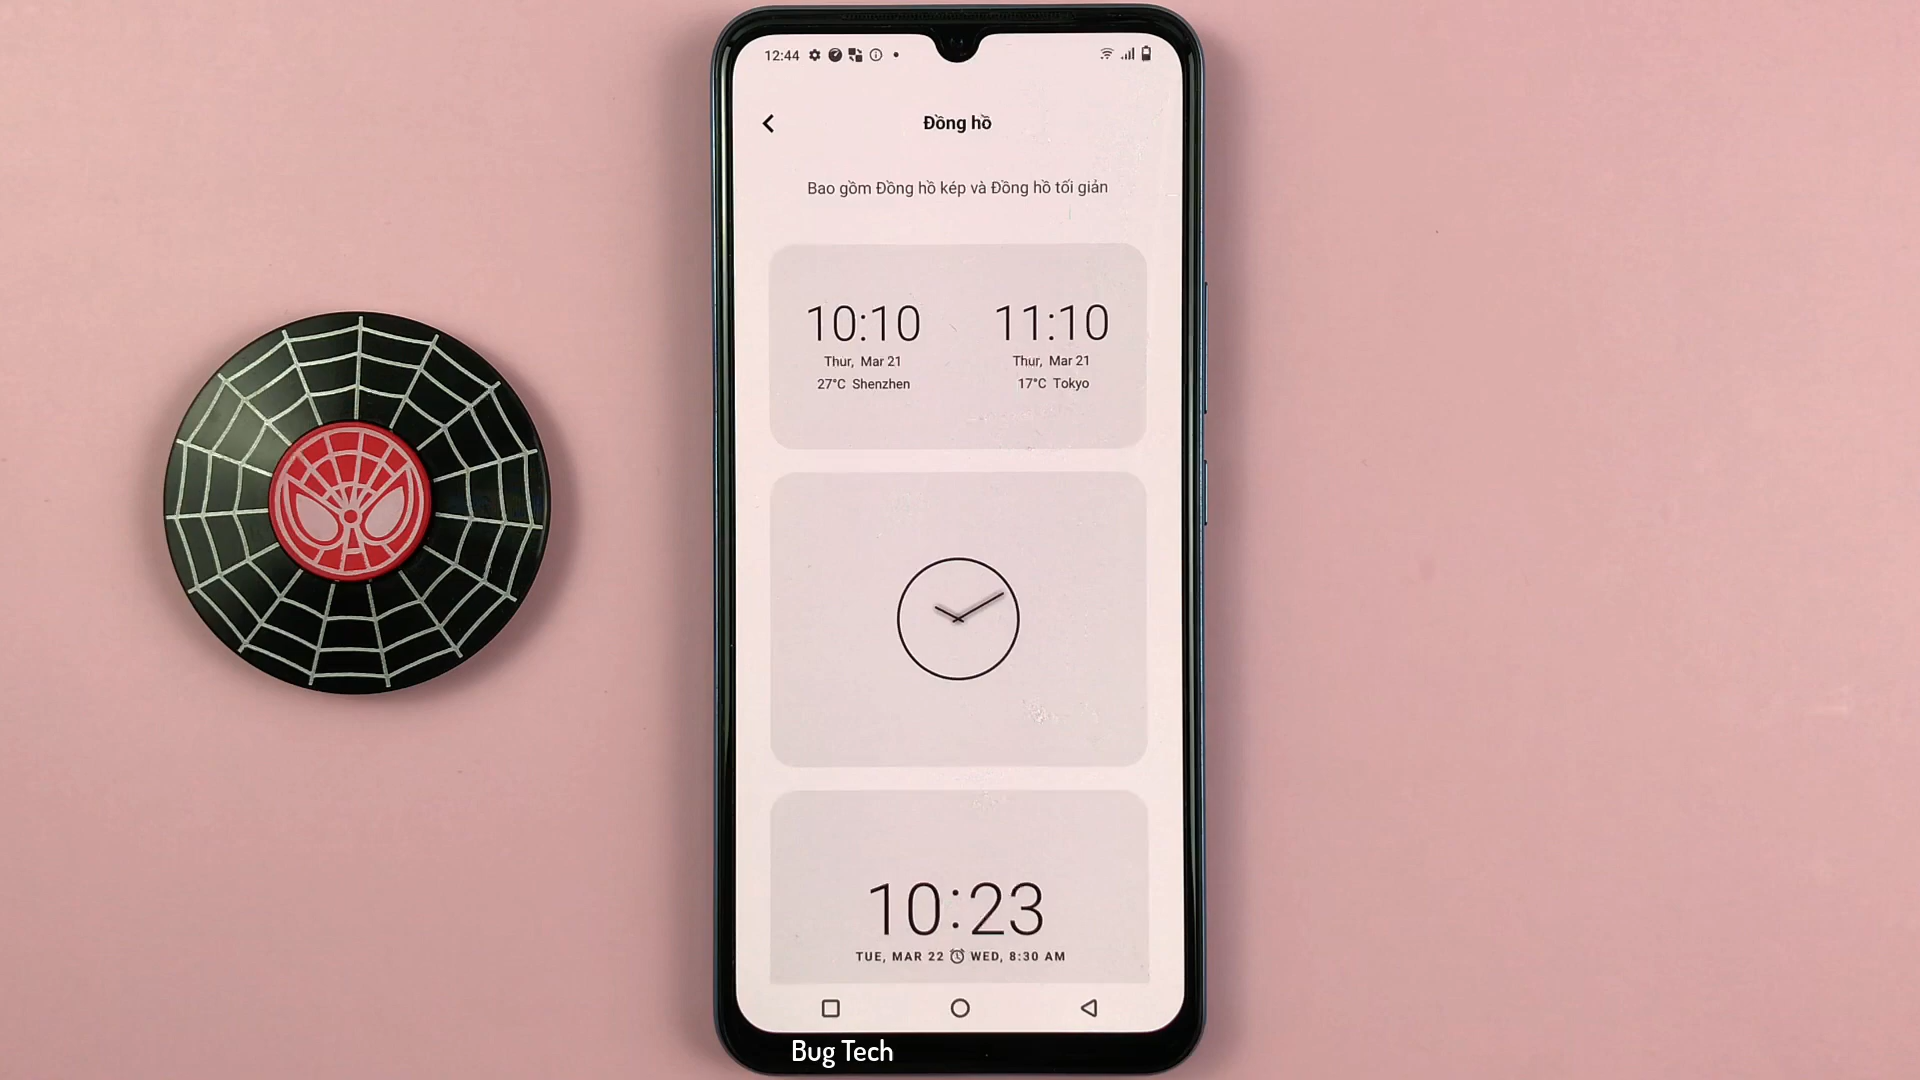 12:44
Đồng hồ
Bao gồm Đồng hồ kép và Đồng hồ tối giản
10:10 11:10
Thur, Mar 21 Thur, Mar 21
27°C Shenzhen 17°C Tokyo
10:23
TUE, MAR 22 WED, 8:30 AM
Bug Tech